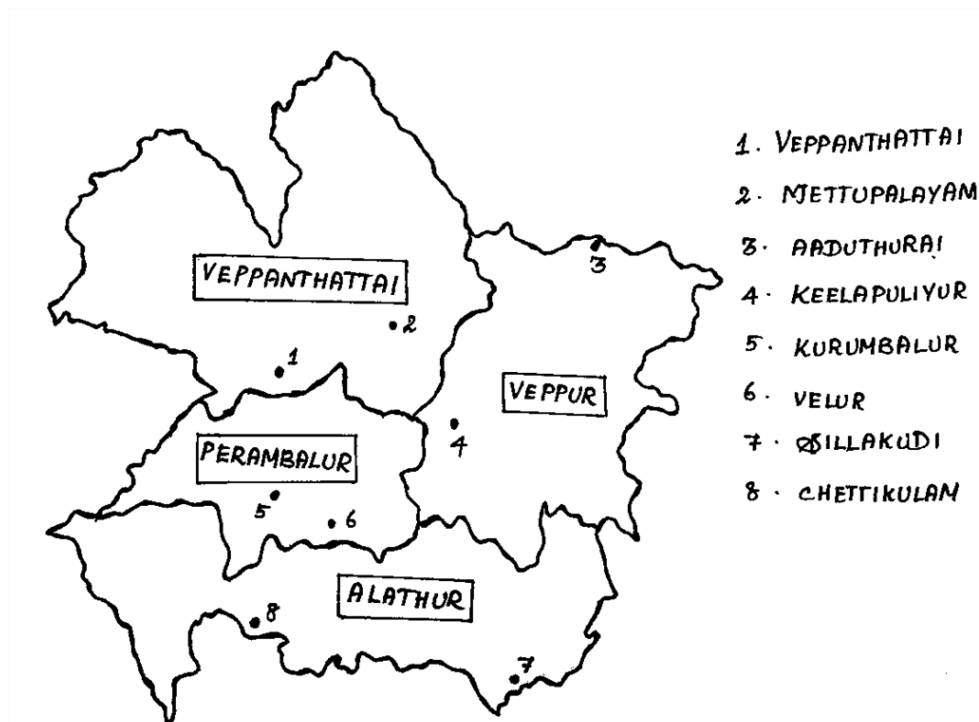 1. VEPPANTHATTAI
2. METTUPALAYAM
3. AADUTHURAI
4. KEELAPULIYUR
5. KURUMBALUR
6. VELUR
7. SILLAKUDI
8. CHETTIKULAM
VEPPANTHATTAI
2
1
3
VEPPUR
4
PERAMBALUR
5
6
ALATHUR
8
7